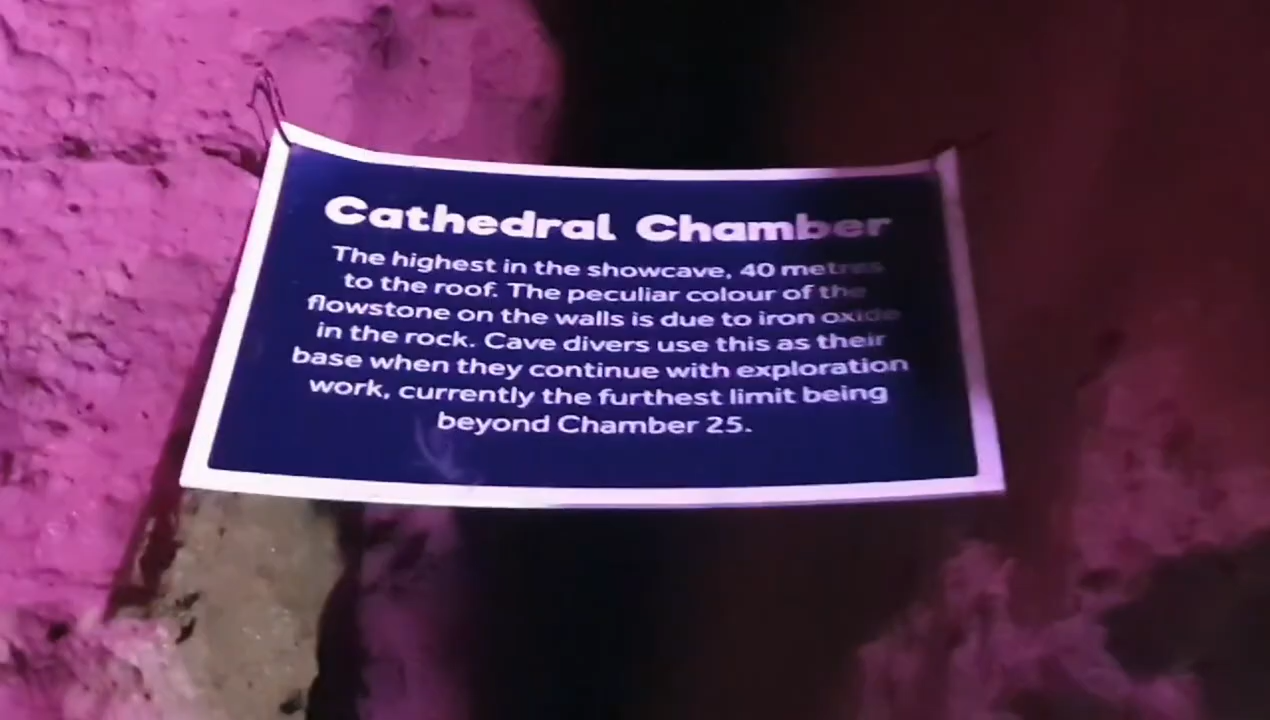 Cathedral Chamber
The highest in the showcave, 40 metres
to the roof. The peculiar colour of the
flowstone on the walls is due to iron oxide
in the rock. Cave divers use this as their
base when they continue with exploration
work, currently the furthest limit being
beyond Chamber 25.